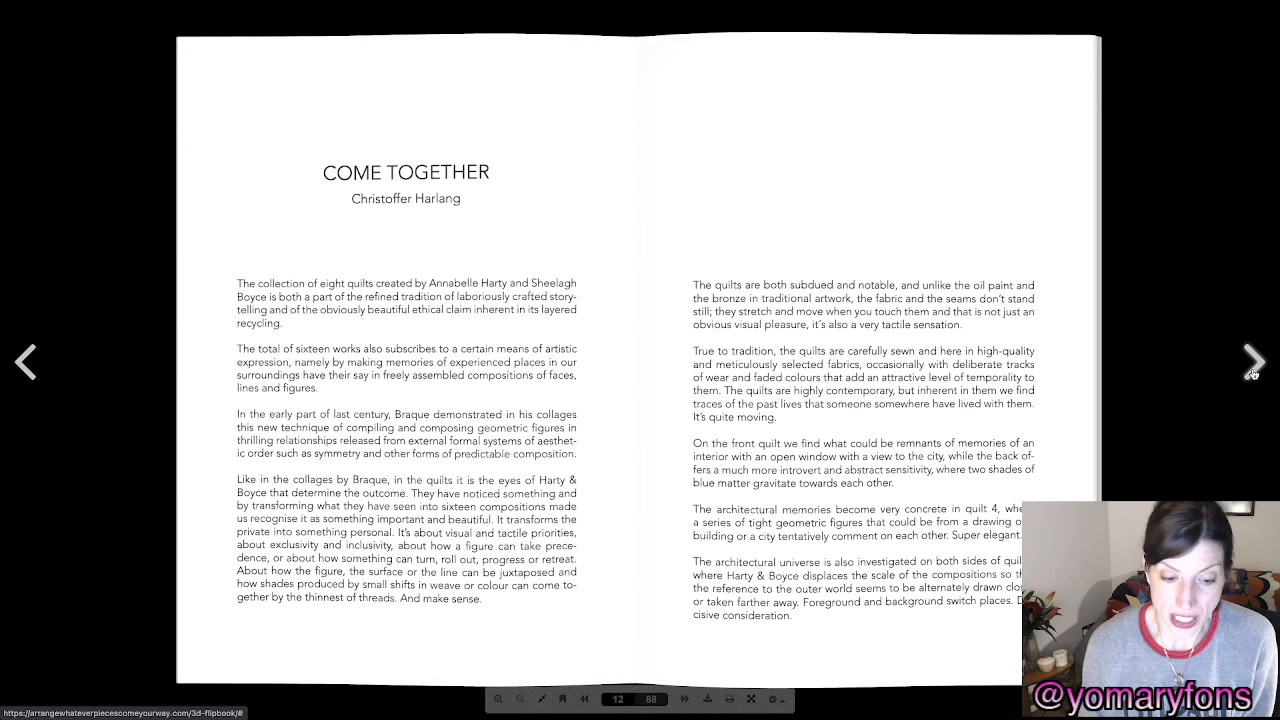 COME TOGETHER
Christoffer Harlang
The collection of eight quilts created by Annabelle Harty and Sheelagh
Boyce is both a part of the refined tradition of laboriously crafted story-
telling and of the obviously beautiful ethical claim inherent in its layered
recycling.
The total of sixteen works also subscribes to a certain means of artistic
expression, namely by making memories of experienced places in our
surroundings have their say in freely assembled compositions of faces,
lines and figures.
In the early part of last century, Braque demonstrated in his collages
this new technique of compiling and composing geometric figures in
thrilling relationships released from external formal systems of aesthet-
ic order such as symmetry and other forms of predictable composition.
Like in the collages by Braque, in the quilts it is the eyes of Harty &
Boyce that determine the outcome. They have noticed something and
by transforming what they have seen into sixteen compositions made
us recognise it as something important and beautiful. It transforms the
private into something personal. It's about visual and tactile priorities,
about exclusivity and inclusivity, about how a figure can take prece-
dence, or about how something can turn, roll out, progress or retreat.
About how the figure, the surface or the line can be juxtaposed and
how shades produced by small shifts in weave or colour can come to-
gether by the thinnest of threads. And make sense.
The quilts are both subdued and notable, and unlike the oil paint and
the bronze in traditional artwork, the fabric and the seams don't stand
still; they stretch and move when you touch them and that is not just an
obvious visual pleasure, it´s also a very tactile sensation.
True to tradition, the quilts are carefully sewn and here in high-quality
and meticulously selected fabrics, occasionally with deliberate tracks
of wear and faded colours that add an attractive level of temporality to
them. The quilts are highly contemporary, but inherent in them we find
traces of the past lives that someone somewhere have lived with them.
It's quite moving.
On the front quilt we find what could be remnants of memories of an
interior with an open window with a view to the city, while the back of-
fers a much more introvert and abstract sensitivity, where two shades of
blue matter gravitate towards each other.
The architectural memories become very concrete in quilt 4,
a series of tight geometric figures that could be from a drawing
building or a city tentatively comment on each other. Super elegant.
The architectural universe is also investigated on both sides of
where Harty & Boyce displaces the scale of the compositions so
the reference to the outer world seems to be alternately drawn
or taken farther away. Foreground and background switch places.
cisive consideration.
12 88
@yomaryfons
https://arrangewhateverpiecescomeyourway.com/3d-flipbook/#